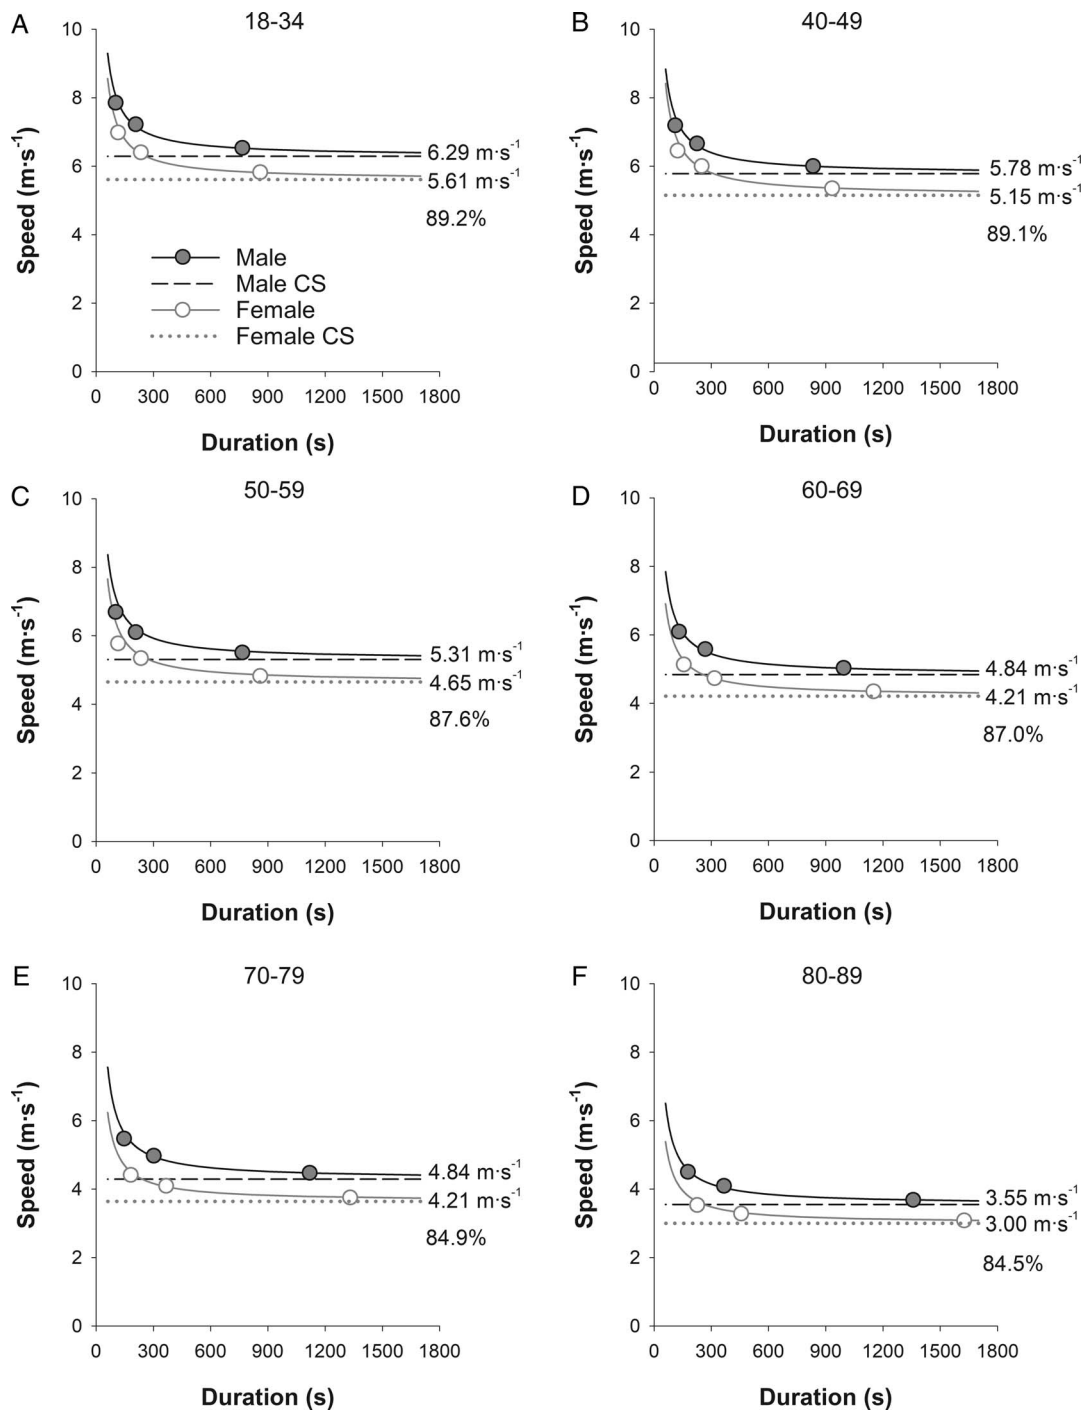 A
18-34
10
8
6
4
2
0
Speed (m·s⁻¹)
6.29 m·s⁻¹
5.61 m·s⁻¹
89.2%
Male
Male CS
Female
Female CS
0 300 600 900 1200 1500 1800
Duration (s)
B
40-49
10
8
6
4
2
0
Speed (m·s⁻¹)
5.78 m·s⁻¹
5.15 m·s⁻¹
89.1%
0 300 600 900 1200 1500 1800
Duration (s)
C
50-59
10
8
6
4
2
0
Speed (m·s⁻¹)
5.31 m·s⁻¹
4.65 m·s⁻¹
87.6%
0 300 600 900 1200 1500 1800
Duration (s)
D
60-69
10
8
6
4
2
0
Speed (m·s⁻¹)
4.84 m·s⁻¹
4.21 m·s⁻¹
87.0%
0 300 600 900 1200 1500 1800
Duration (s)
E
70-79
10
8
6
4
2
0
Speed (m·s⁻¹)
4.84 m·s⁻¹
4.21 m·s⁻¹
84.9%
0 300 600 900 1200 1500 1800
Duration (s)
F
80-89
10
8
6
4
2
0
Speed (m·s⁻¹)
3.55 m·s⁻¹
3.00 m·s⁻¹
84.5%
0 300 600 900 1200 1500 1800
Duration (s)